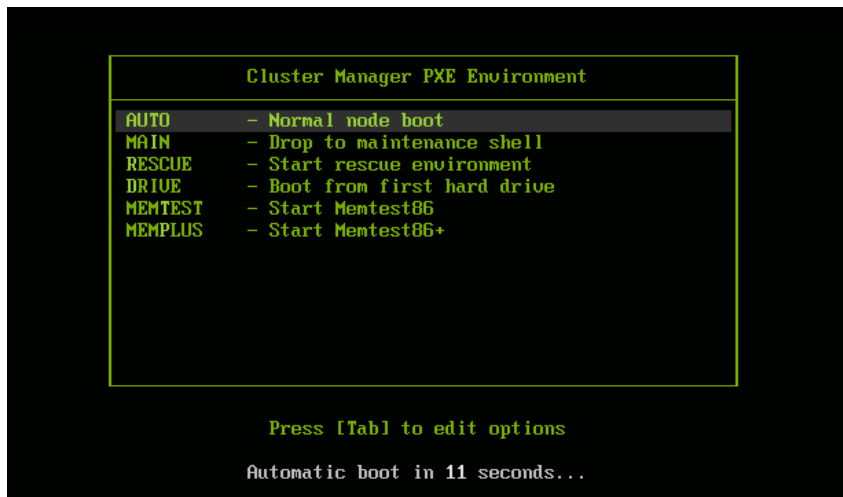 Cluster Manager PXE Environment
AUTO - Normal node boot
MAIN - Drop to maintenance shell
RESCUE - Start rescue environment
DRIVE - Boot from first hard drive
MEMTEST - Start Memtest86
MEMPLUS - Start Memtest86+
Press [Tab] to edit options
Automatic boot in 11 seconds...